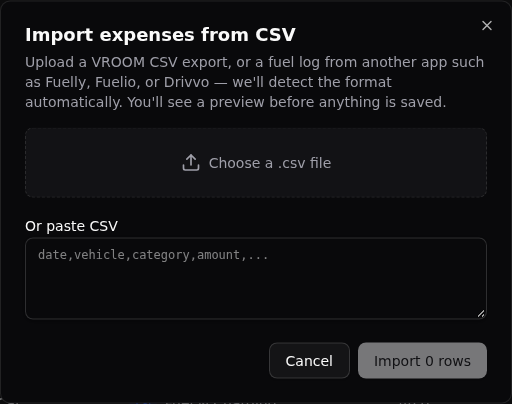 Import expenses from CSV
Upload a VROOM CSV export, or a fuel log from another app such
as Fuelly, Fuelio, or Drivvo — we'll detect the format
automatically. You'll see a preview before anything is saved.
Choose a .csv file
Or paste CSV
date,vehicle,category,amount,...
Cancel
Import 0 rows